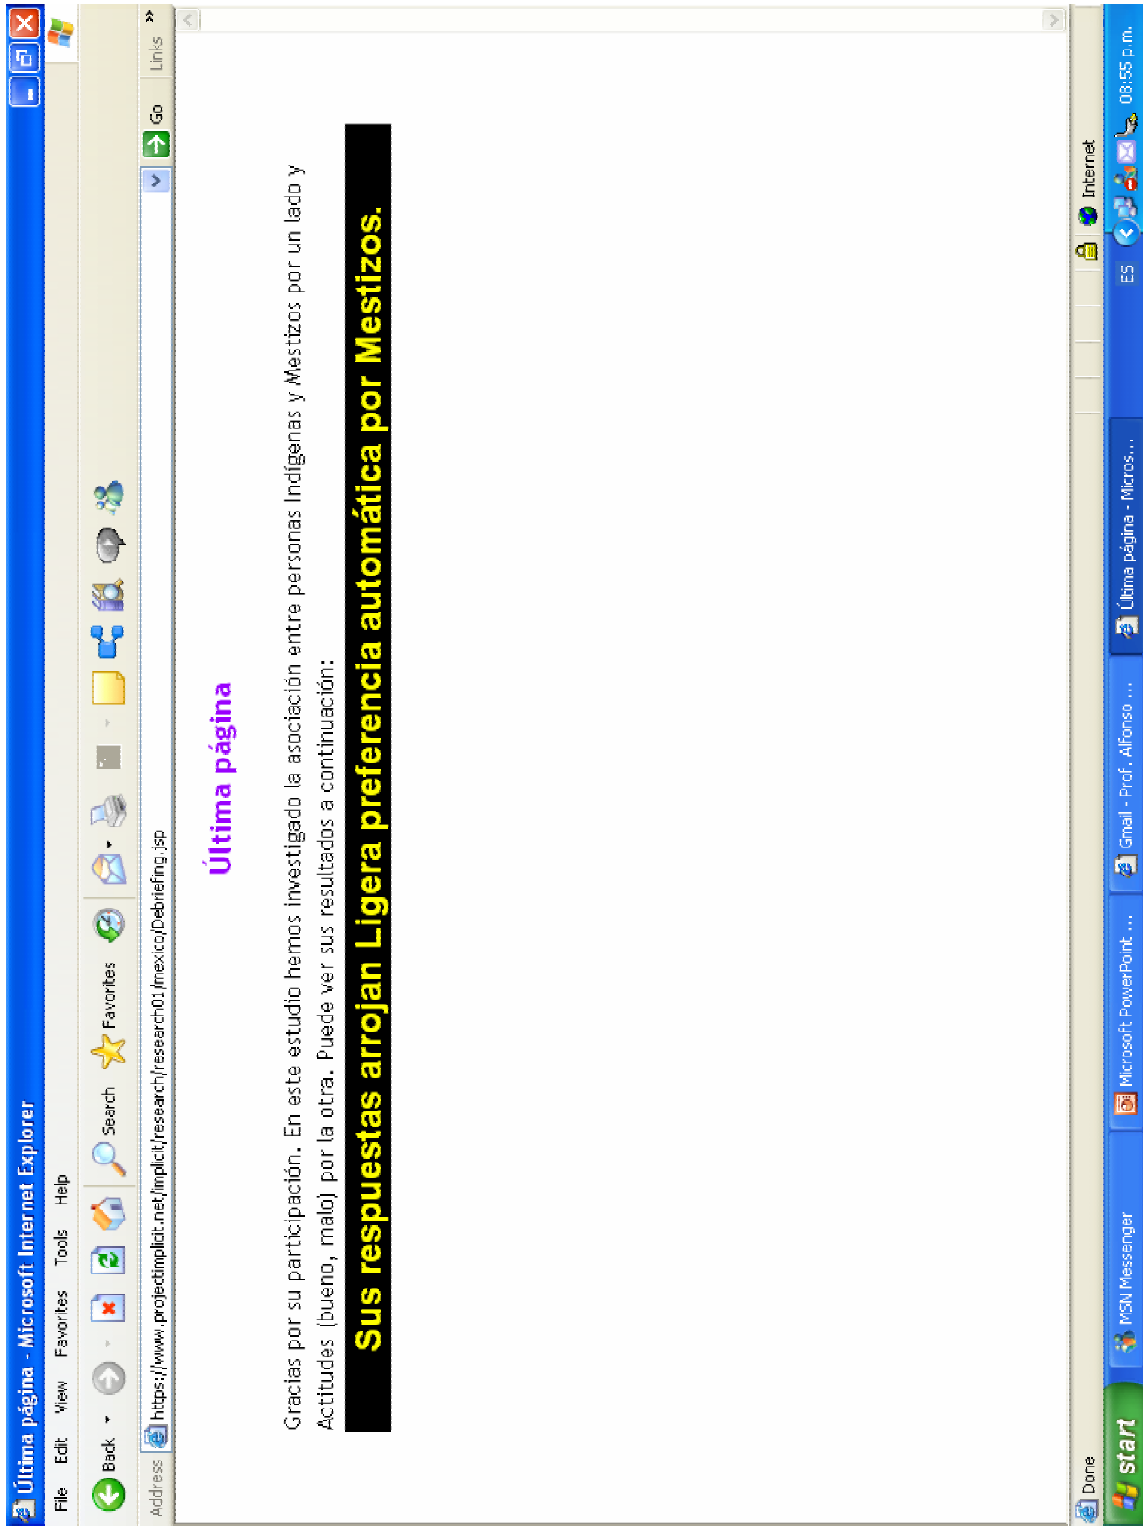 Última página - Microsoft Internet Explorer
File Edit View Favorites Tools Help
Back Search Favorites
Address https://www.projectimplicit.net/implicit/research/research01/mexico/Debriefing.jsp Go Links »
Última página
Gracias por su participación. En este estudio hemos investigado la asociación entre personas Indígenas y Mestizos por un lado y
Actitudes (bueno, malo) por la otra. Puede ver sus resultados a continuación:
Sus respuestas arrojan Ligera preferencia automática por Mestizos.
Done Internet
start MSN Messenger Microsoft PowerPoint ... Gmail - Prof. Alfonso ... Última página - Micros... ES 08:55 p.m.